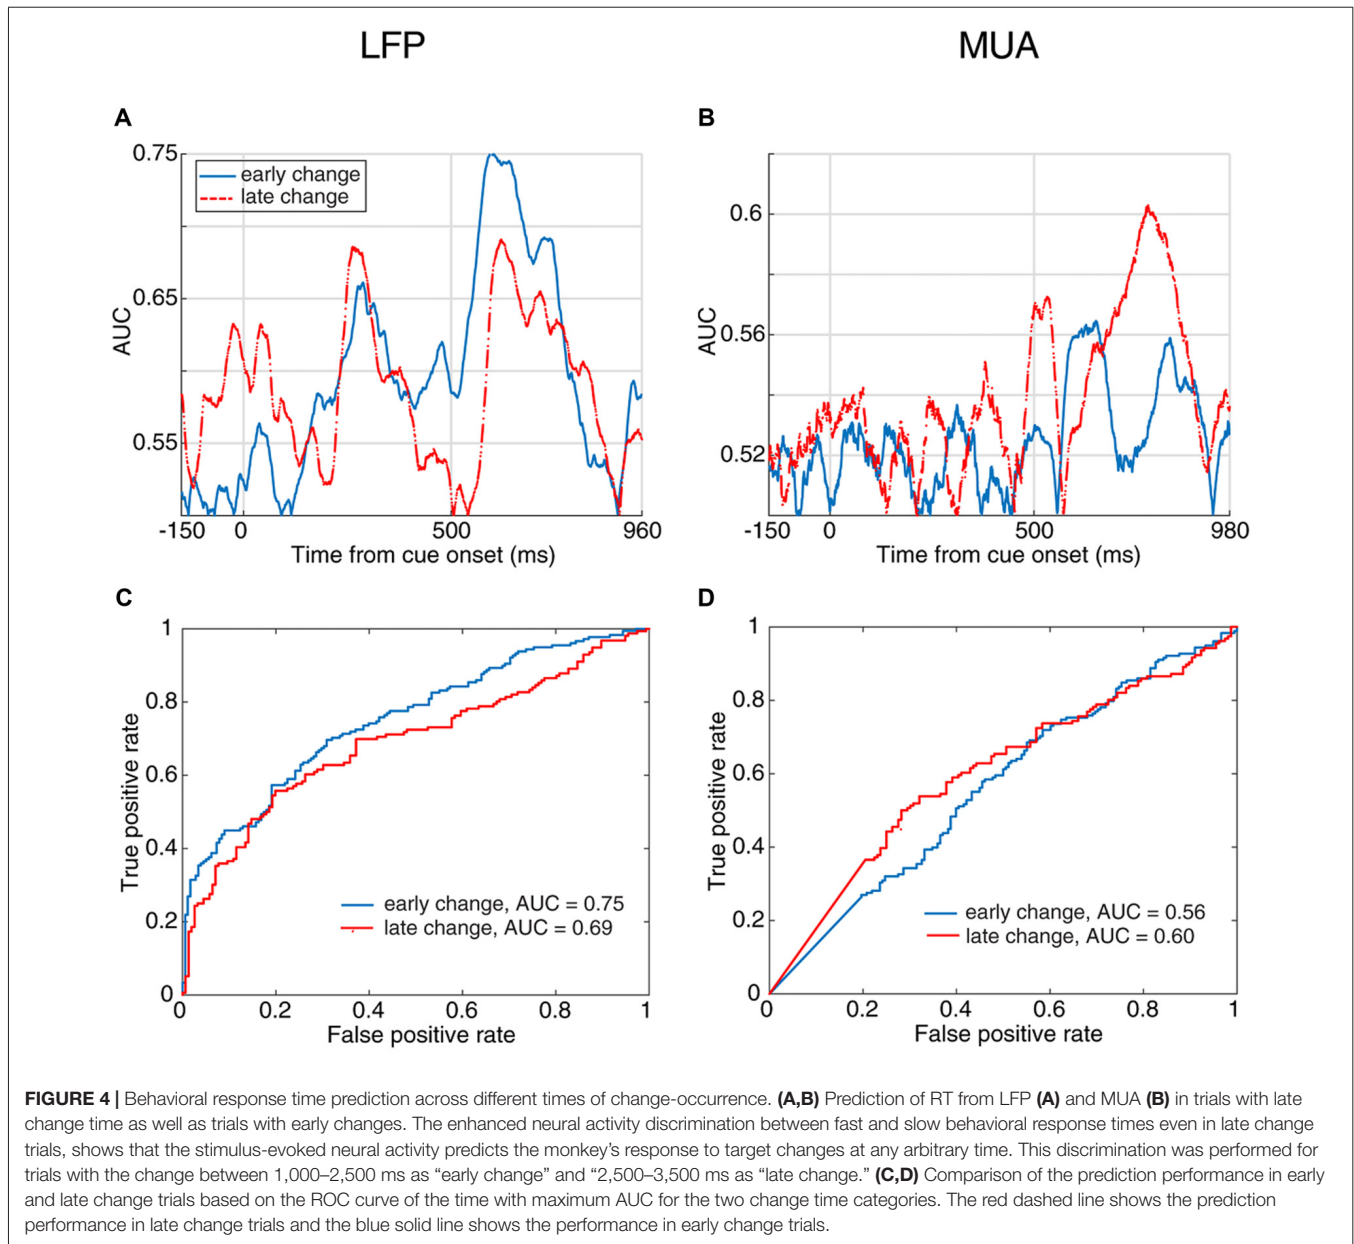 LFP
MUA
A
B
0.75
0.65
0.55
AUC
early change
late change
-150
0
500
960
Time from cue onset (ms)
0.6
0.56
0.52
AUC
-150
0
500
980
Time from cue onset (ms)
C
D
1
0.8
0.6
0.4
0.2
0
True positive rate
early change, AUC = 0.75
late change, AUC = 0.69
0
0.2
0.4
0.6
0.8
1
False positive rate
1
0.8
0.6
0.4
0.2
0
True positive rate
early change, AUC = 0.56
late change, AUC = 0.60
0.2
0.4
0.6
0.8
1
False positive rate
FIGURE 4 | Behavioral response time prediction across different times of change-occurrence. (A,B) Prediction of RT from LFP (A) and MUA (B) in trials with late
change time as well as trials with early changes. The enhanced neural activity discrimination between fast and slow behavioral response times even in late change
trials, shows that the stimulus-evoked neural activity predicts the monkey's response to target changes at any arbitrary time. This discrimination was performed for
trials with the change between 1,000–2,500 ms as “early change” and “2,500–3,500 ms as “late change.” (C,D) Comparison of the prediction performance in early
and late change trials based on the ROC curve of the time with maximum AUC for the two change time categories. The red dashed line shows the prediction
performance in late change trials and the blue solid line shows the performance in early change trials.